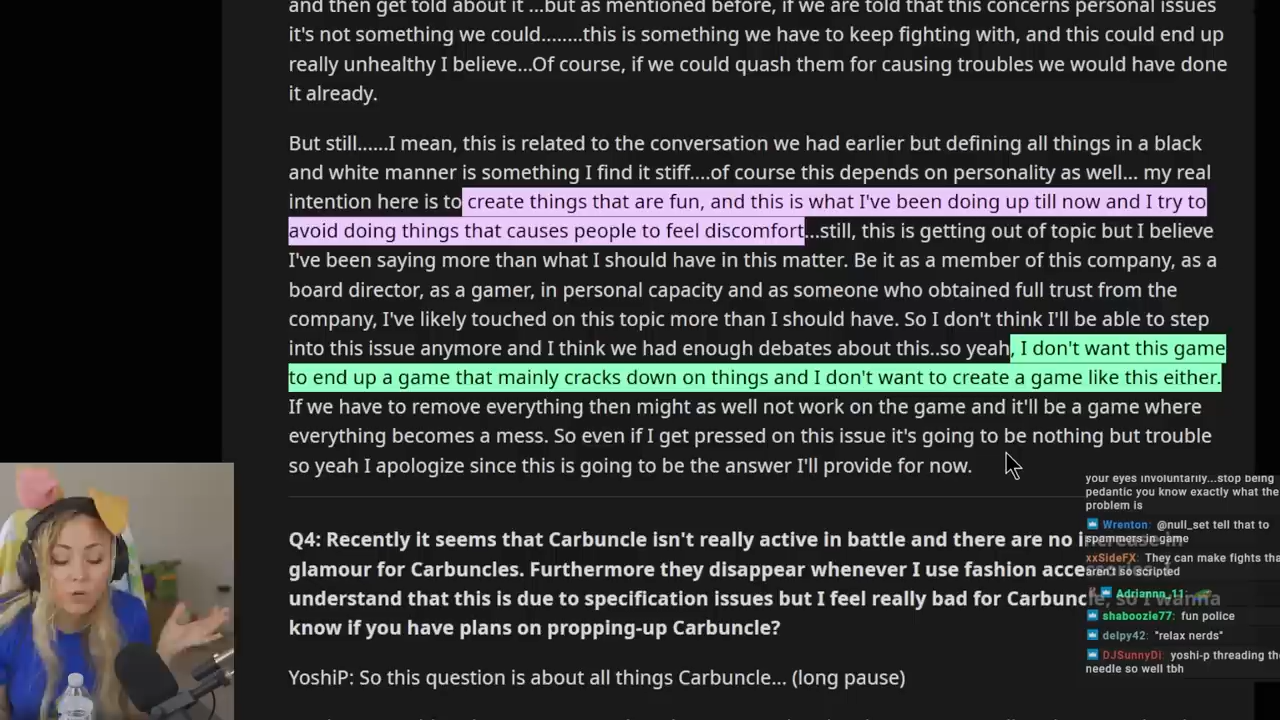 and then get told about it ...but as mentioned before, if we are told that this concerns personal issues
it's not something we could........this is something we have to keep fighting with, and this could end up
really unhealthy I believe...Of course, if we could quash them for causing troubles we would have done
it already.
But still......I mean, this is related to the conversation we had earlier but defining all things in a black
and white manner is something I find it stiff....of course this depends on personality as well... my real
intention here is to create things that are fun, and this is what I've been doing up till now and I try to
avoid doing things that causes people to feel discomfort...still, this is getting out of topic but I believe
I've been saying more than what I should have in this matter. Be it as a member of this company, as a
board director, as a gamer, in personal capacity and as someone who obtained full trust from the
company, I've likely touched on this topic more than I should have. So I don't think I'll be able to step
into this issue anymore and I think we had enough debates about this..so yeah, I don't want this game
to end up a game that mainly cracks down on things and I don't want to create a game like this either.
If we have to remove everything then might as well not work on the game and it'll be a game where
everything becomes a mess. So even if I get pressed on this issue it's going to be nothing but trouble
so yeah I apologize since this is going to be the answer I'll provide for now.
Q4: Recently it seems that Carbuncle isn't really active in battle and there are no
glamour for Carbuncles. Furthermore they disappear whenever I use fashion
understand that this is due to specification issues but I feel really bad for Carbuncle, so I wanna
know if you have plans on propping-up Carbuncle?
YoshiP: So this question is about all things Carbuncle... (long pause)
your eyes involuntarily...stop being
pedantic you know exactly what the
problem is
Wrenton: @null_set tell that to
spammers in game
xxSideFX: They can make fights tha
aren't so scripted
Adrianna_11:
shaboozie77: fun police
delpy42: "relax nerds"
DJSunnyDi: yoshi-p threading the
needle so well tbh